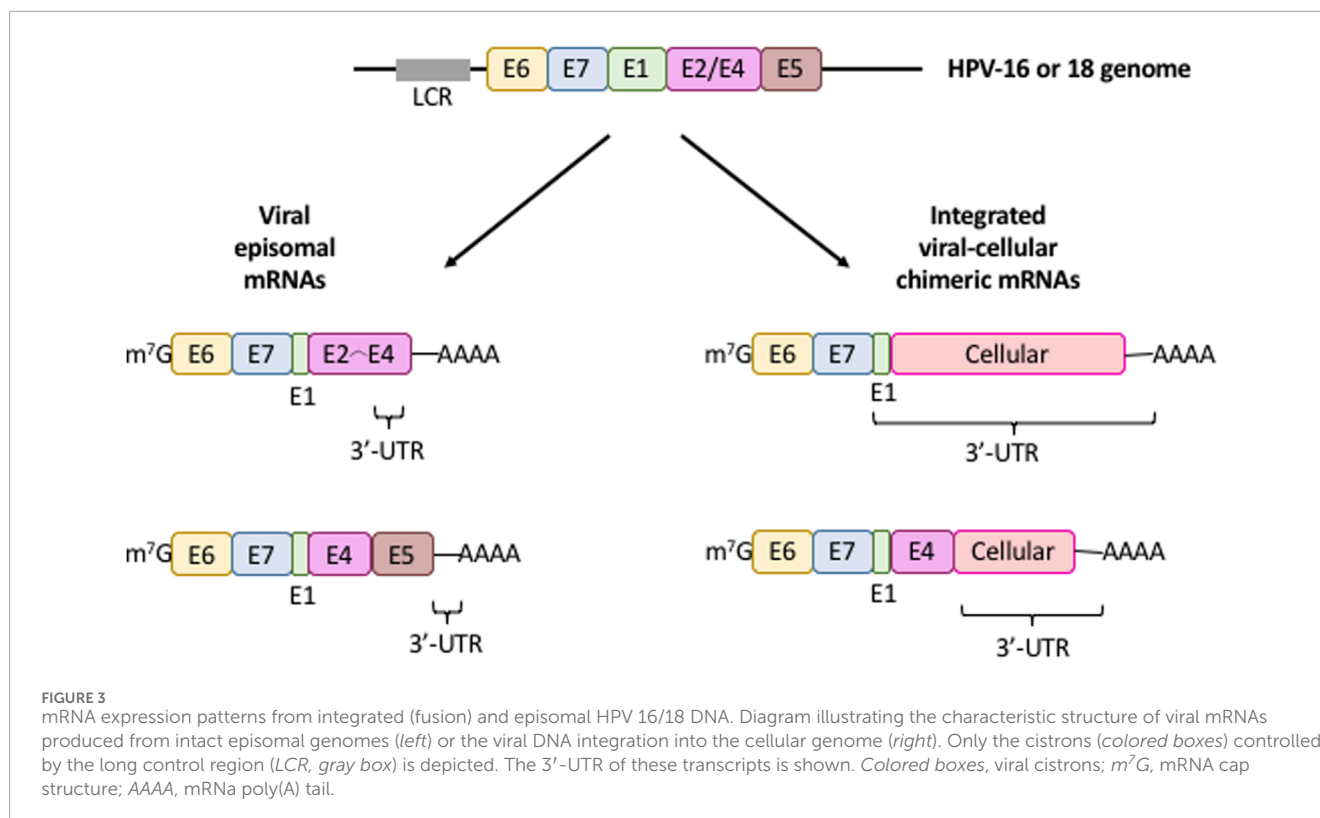 E6 E7 E1 E2/E4 E5 HPV-16 or 18 genome
LCR
Viral
episomal
mRNAs
Integrated
viral-cellular
chimeric mRNAs
m⁷G E6 E7 E2⌒E4 AAAA
E1
3′-UTR
m⁷G E6 E7 Cellular AAAA
E1
3′-UTR
m⁷G E6 E7 E4 E5 AAAA
E1
3′-UTR
m⁷G E6 E7 E4 Cellular AAAA
E1
3′-UTR
FIGURE 3
mRNA expression patterns from integrated (fusion) and episomal HPV 16/18 DNA. Diagram illustrating the characteristic structure of viral mRNAs
produced from intact episomal genomes (left) or the viral DNA integration into the cellular genome (right). Only the cistrons (colored boxes) controlled
by the long control region (LCR, gray box) is depicted. The 3′-UTR of these transcripts is shown. Colored boxes, viral cistrons; m⁷G, mRNA cap
structure; AAAA, mRNa poly(A) tail.